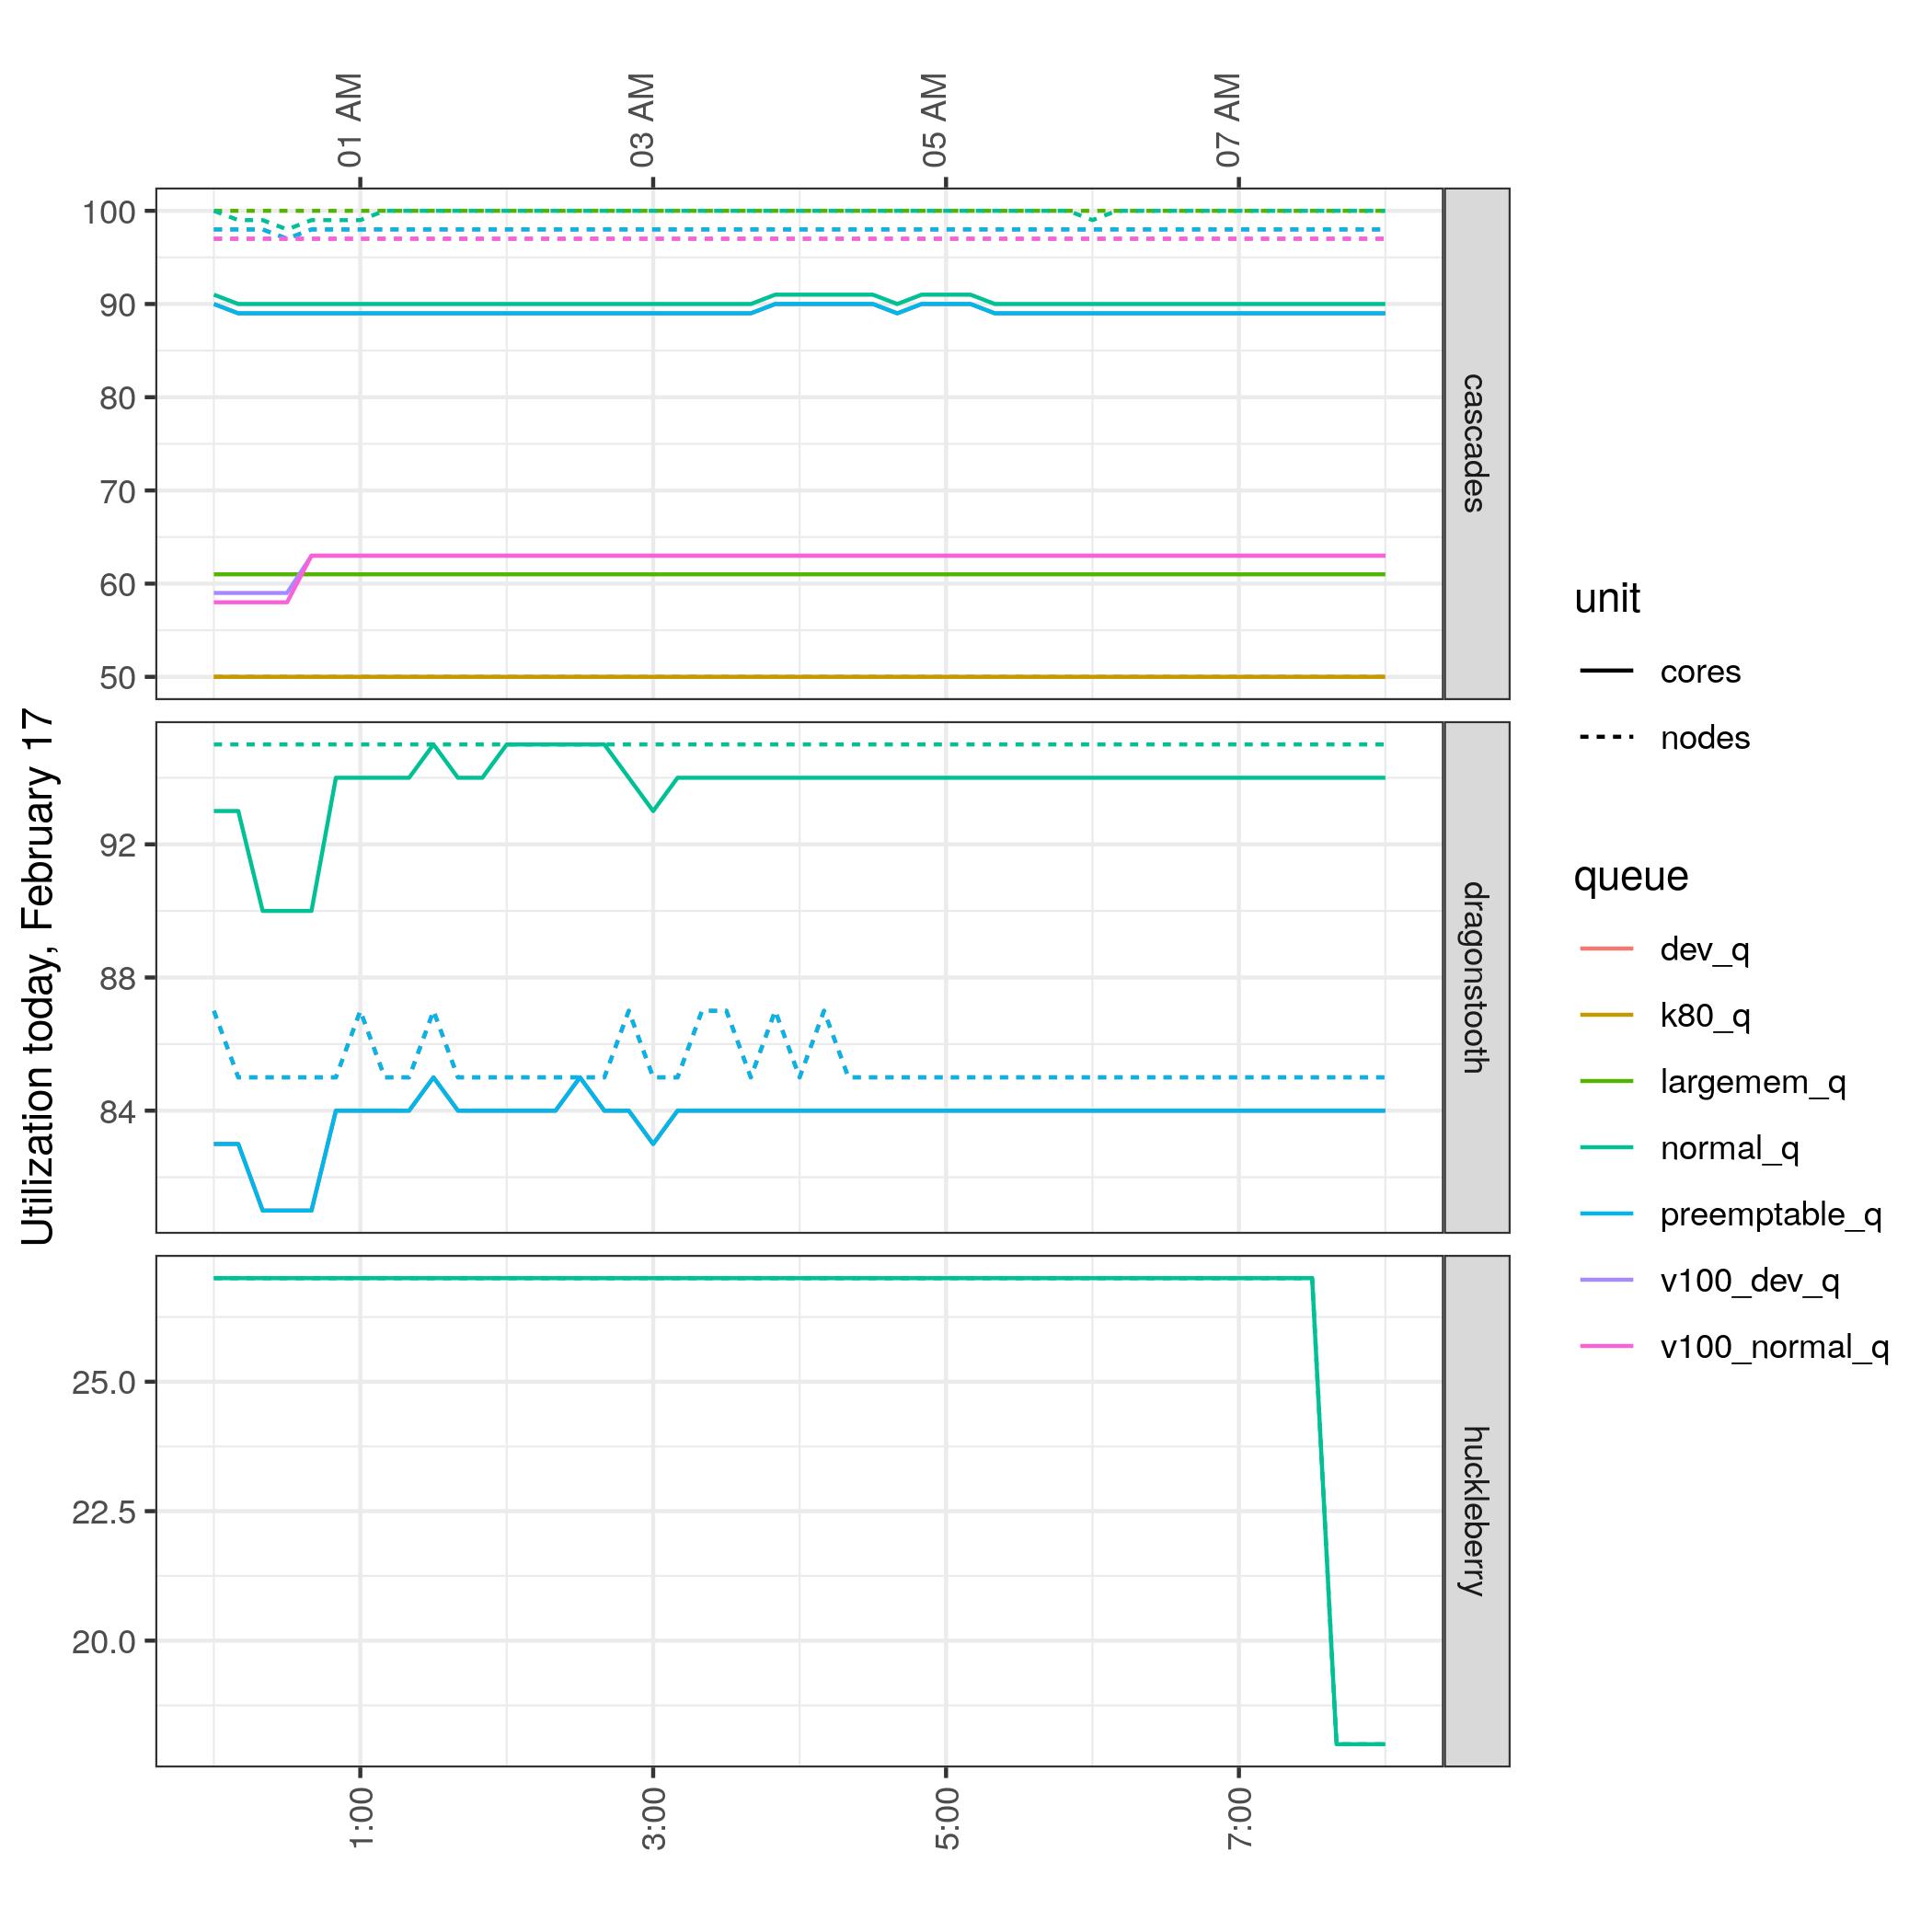 01 AM
03 AM
05 AM
07 AM
100
90
80
70
60
50
cascades
92
88
84
dragonstooth
25.0
22.5
20.0
huckleberry
1:00
3:00
5:00
7:00
Utilization today, February 17
unit
cores
nodes
queue
dev_q
k80_q
largemem_q
normal_q
preemptable_q
v100_dev_q
v100_normal_q